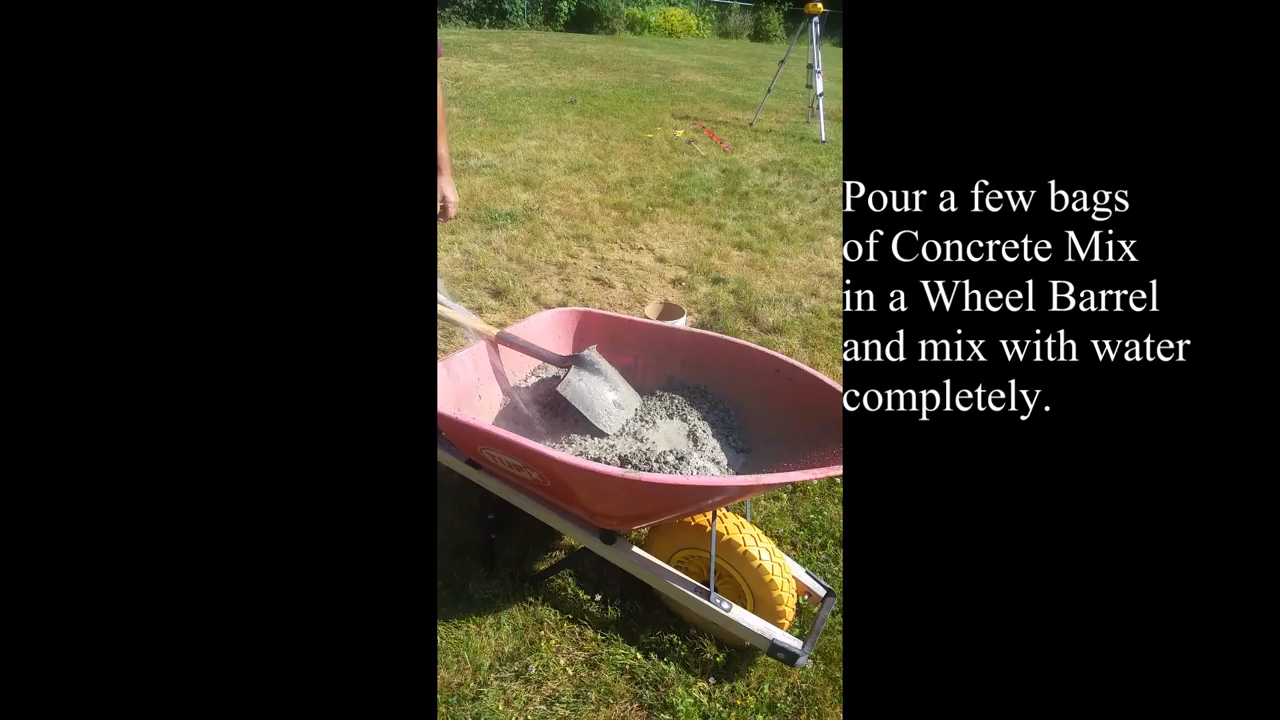 Pour a few bags
of Concrete Mix
in a Wheel Barrel
and mix with water
completely.